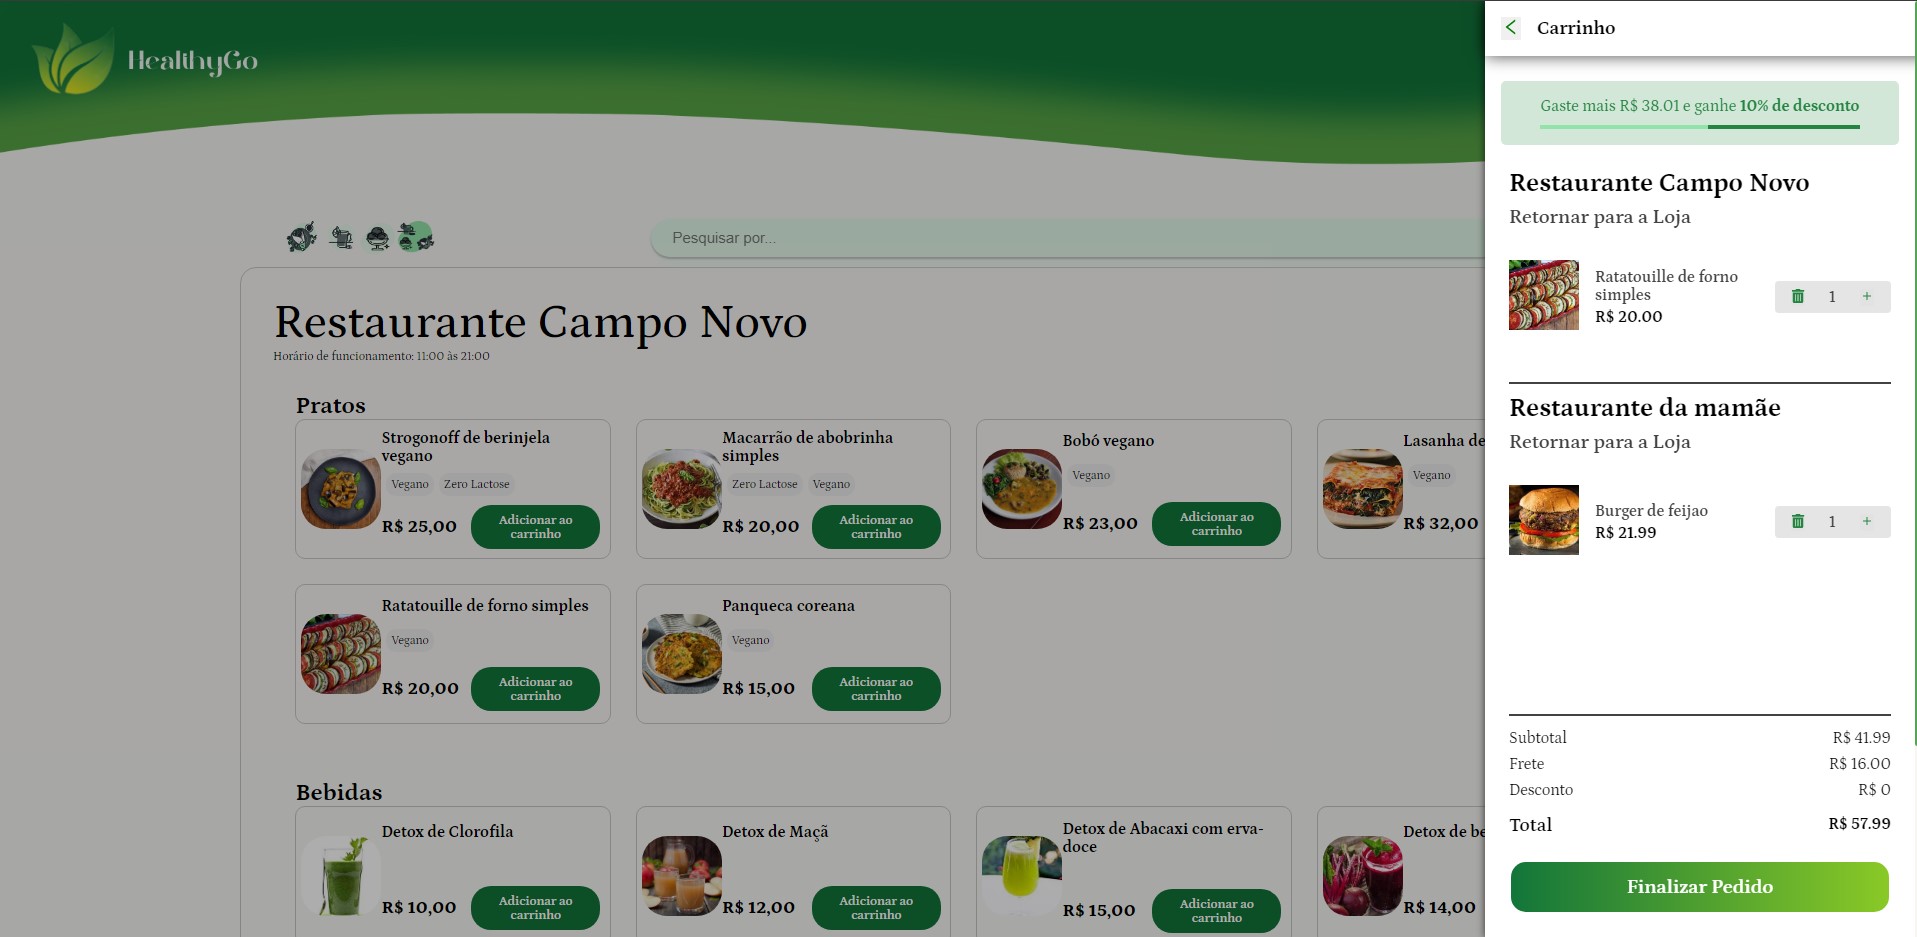 HealthyGo
Pesquisar por...
Restaurante Campo Novo
Horário de funcionamento: 11:00 às 21:00
Pratos
Strogonoff de berinjela
vegano
Vegano Zero Lactose
R$ 25,00
Adicionar ao
carrinho
Macarrão de abobrinha
simples
Zero Lactose Vegano
R$ 20,00
Adicionar ao
carrinho
Bobó vegano
Vegano
R$ 23,00
Adicionar ao
carrinho
Lasanha de
Vegano
R$ 32,00
Ratatouille de forno simples
Vegano
R$ 20,00
Adicionar ao
carrinho
Panqueca coreana
Vegano
R$ 15,00
Adicionar ao
carrinho
Bebidas
Detox de Clorofila
R$ 10,00
Adicionar ao
carrinho
Detox de Maçã
R$ 12,00
Adicionar ao
carrinho
Detox de Abacaxi com erva-
doce
R$ 15,00
Adicionar ao
carrinho
Detox de be
R$ 14,00
Carrinho
Gaste mais R$ 38.01 e ganhe 10% de desconto
Restaurante Campo Novo
Retornar para a Loja
Ratatouille de forno
simples
R$ 20.00
1 +
Restaurante da mamãe
Retornar para a Loja
Burger de feijao
R$ 21.99
1 +
Subtotal R$ 41.99
Frete R$ 16.00
Desconto R$ 0
Total R$ 57.99
Finalizar Pedido